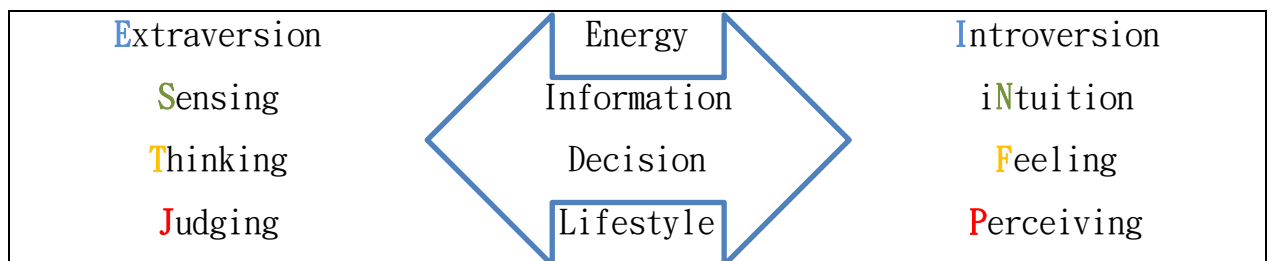 Extraversion Energy Introversion
Sensing Information iNtuition
Thinking Decision Feeling
Judging Lifestyle Perceiving